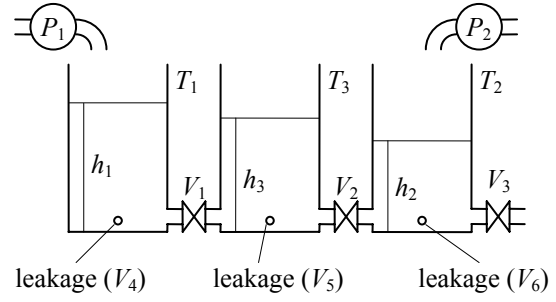 P1 P2
T1 T3 T2
h1 V1 h3 V2 h2 V3
leakage (V4) leakage (V5) leakage (V6)